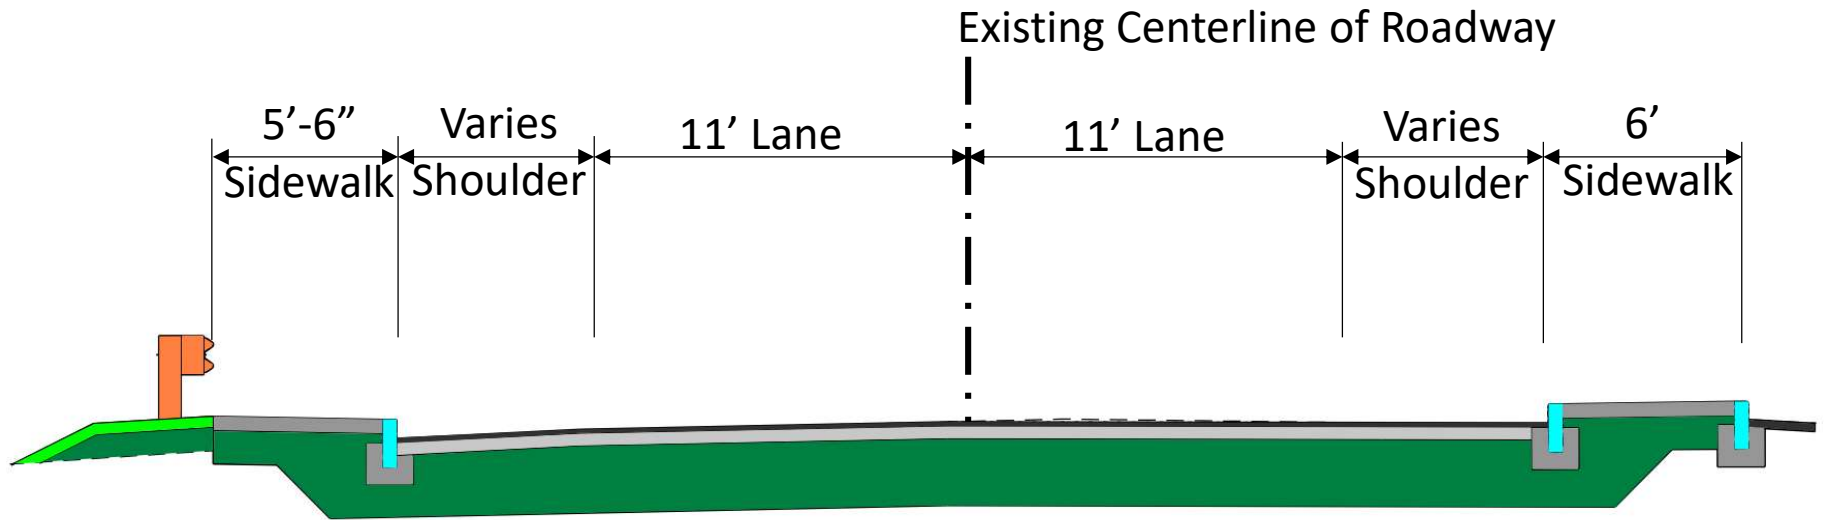 Existing Centerline of Roadway
5’-6” Sidewalk
Varies Shoulder
11’ Lane
11’ Lane
Varies Shoulder
6’ Sidewalk